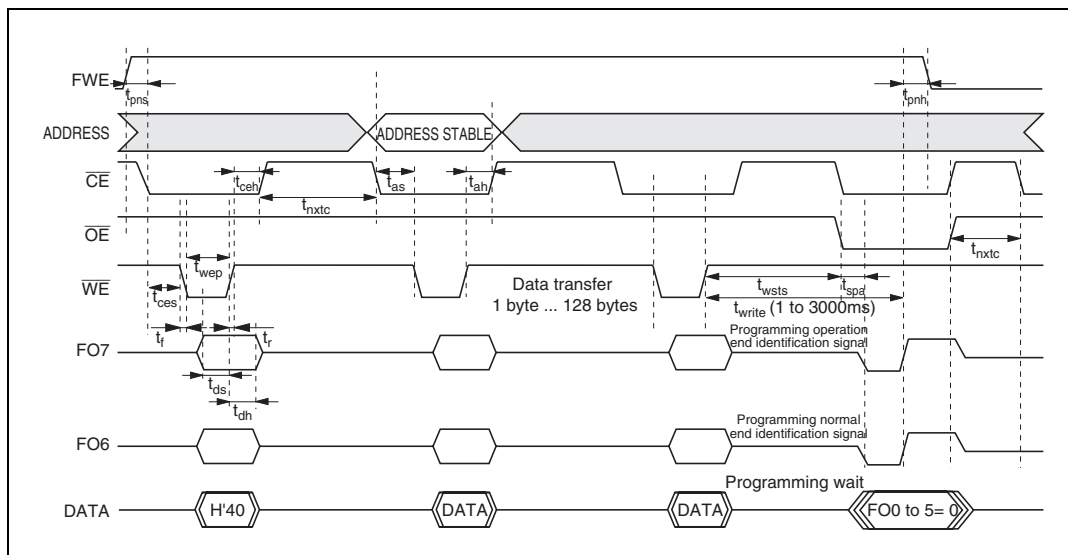 FWE
tpns
tpnh
ADDRESS
ADDRESS STABLE
CE
tceh
tnxtc
tas
tah
OE
tnxtc
WE
twep
tces
Data transfer
1 byte ... 128 bytes
twsts
tspa
twrite (1 to 3000ms)
tf
tr
Programming operation
end identification signal
FO7
tds
tdh
Programming normal
end identification signal
FO6
Programming wait
DATA
H'40
DATA
DATA
FO0 to 5= 0